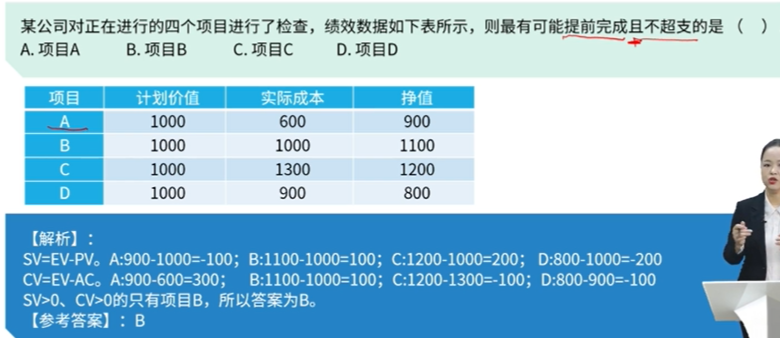 某公司对正在进行的四个项目进行了检查，绩效数据如下表所示，则最有可能提前完成且不超支的是（ ）
A. 项目A B. 项目B C. 项目C D. 项目D
项目 计划价值 实际成本 挣值
A 1000 600 900
B 1000 1000 1100
C 1000 1300 1200
D 1000 900 800
【解析】：
SV=EV-PV。A:900-1000=-100；B:1100-1000=100；C:1200-1000=200；D:800-1000=-200
CV=EV-AC。A:900-600=300； B:1100-1000=100；C:1200-1300=-100；D:800-900=-100
SV>0、CV>0的只有项目B，所以答案为B。
【参考答案】：B